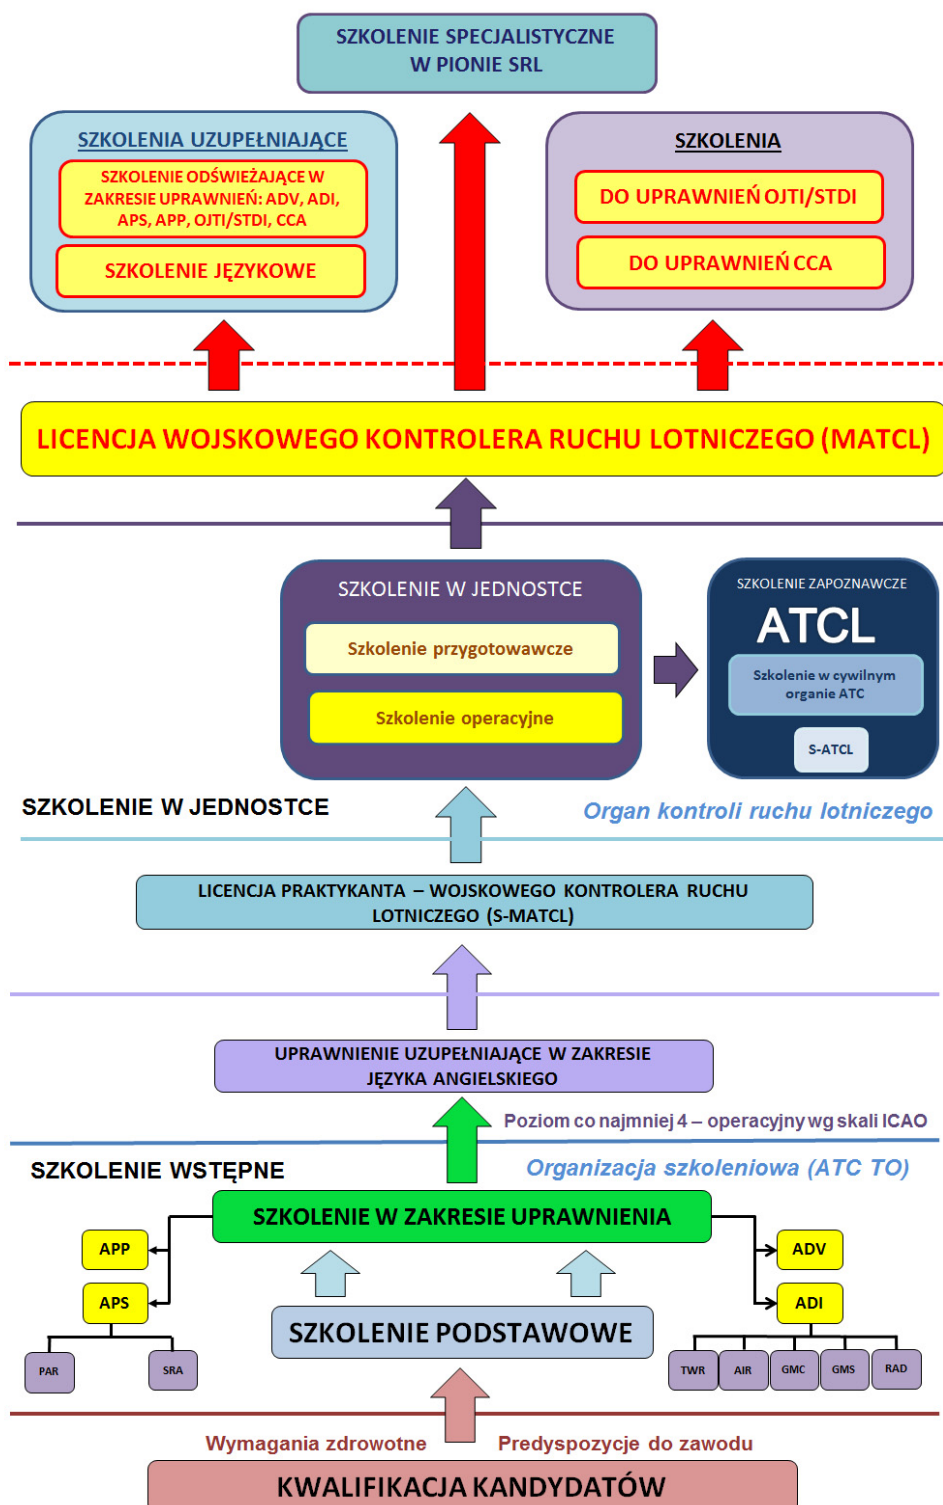 SZKOLENIE SPECJALISTYCZNE
W PIONIE SRL
SZKOLENIA UZUPEŁNIAJĄCE
SZKOLENIE ODŚWIEŻAJĄCE W
ZAKRESIE UPRAWNIEŃ: ADV, ADI,
APS, APP, OJTI/STDI, CCA
SZKOLENIE JĘZYKOWE
SZKOLENIA
DO UPRAWNIEŃ OJTI/STDI
DO UPRAWNIEŃ CCA
LICENCJA WOJSKOWEGO KONTROLERA RUCHU LOTNICZEGO (MATCL)
SZKOLENIE W JEDNOSTCE
Szkolenie przygotowawcze
Szkolenie operacyjne
SZKOLENIE ZAPOZNAWCZE
ATCL
Szkolenie w cywilnym
organie ATC
S-ATCL
SZKOLENIE W JEDNOSTCE
Organ kontroli ruchu lotniczego
LICENCJA PRAKTYKANTA – WOJSKOWEGO KONTROLERA RUCHU
LOTNICZEGO (S-MATCL)
UPRAWNIENIE UZUPEŁNIAJĄCE W ZAKRESIE
JĘZYKA ANGIELSKIEGO
Poziom co najmniej 4 – operacyjny wg skali ICAO
SZKOLENIE WSTĘPNE
Organizacja szkoleniowa (ATC TO)
SZKOLENIE W ZAKRESIE UPRAWNIENIA
APP
ADV
APS
ADI
SZKOLENIE PODSTAWOWE
PAR
SRA
TWR
AIR
GMC
GMS
RAD
Wymagania zdrowotne
Predyspozycje do zawodu
KWALIFIKACJA KANDYDATÓW